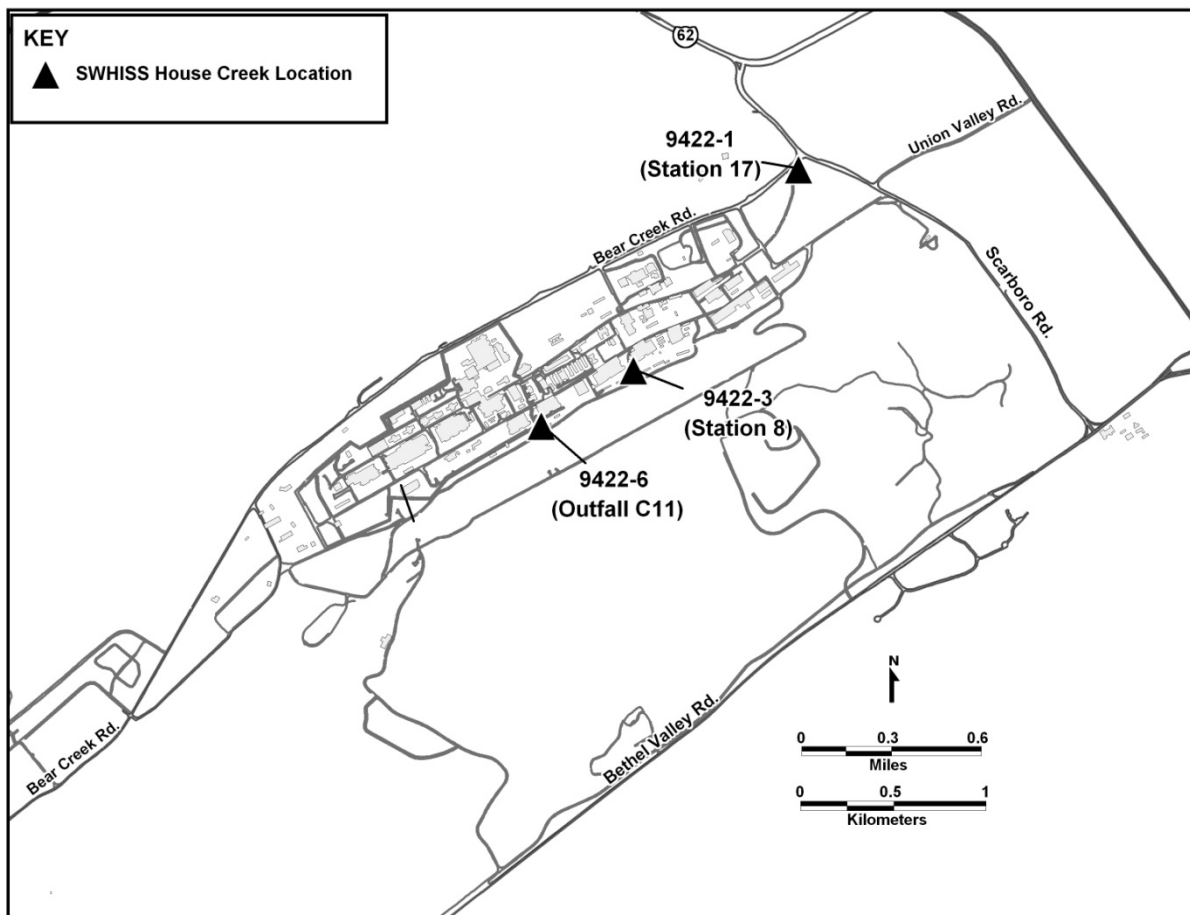 KEY
SWHISS House Creek Location
62
9422-1
(Station 17)
Union Valley Rd.
Bear Creek Rd.
Scarboro Rd.
9422-3
(Station 8)
9422-6
(Outfall C11)
N
Bethel Valley Rd.
Bear Creek Rd.
0 0.3 0.6
Miles
0 0.5 1
Kilometers